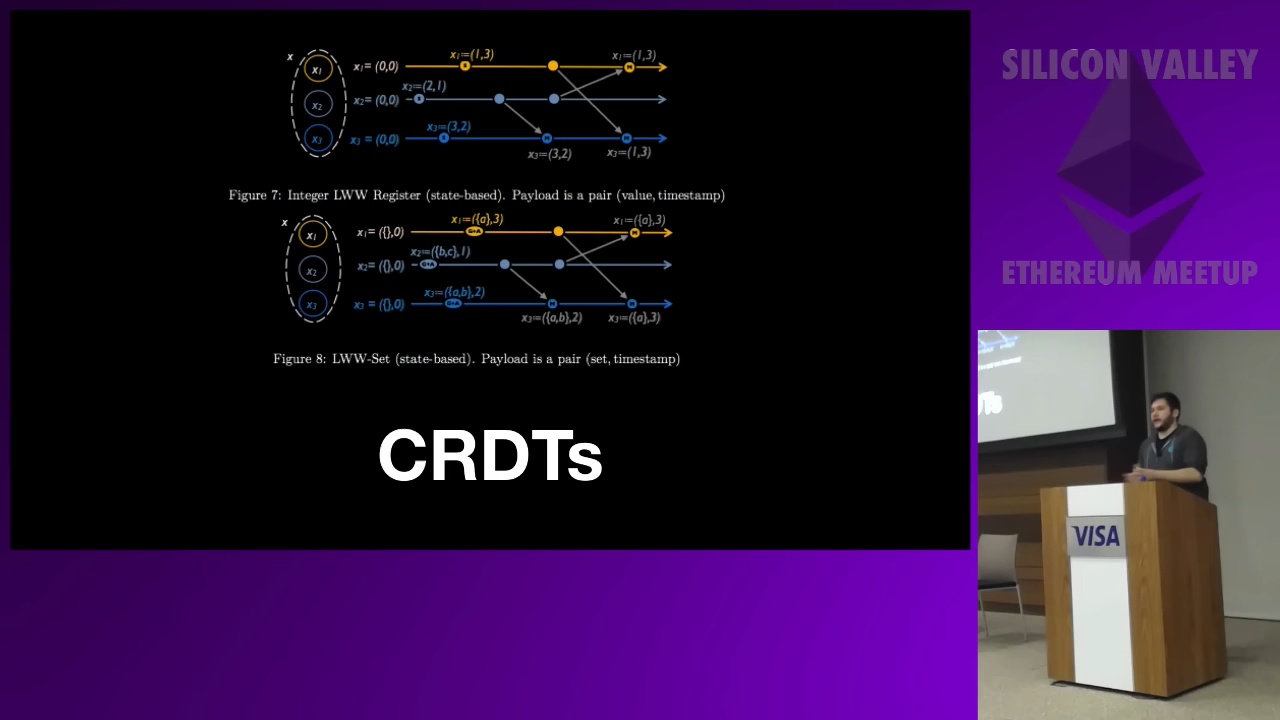 x₁:=(1,3)
x₁:=(1,3)
x
x₁
x₁= (0,0)
x₂:=(2,1)
x₂
x₂= (0,0)
x₃:=(3,2)
x₃
x₃ = (0,0)
x₃:=(3,2)
x₃:=(1,3)
Figure 7: Integer LWW Register (state-based). Payload is a pair (value, timestamp)
x₁:=({a},3)
x₁:=({a},3)
x
x₁
x₁= ({},0)
x₂:=({b,c},1)
x₂
x₂= ({},0)
x₃:=({a,b},2)
x₃
x₃ = ({},0)
x₃:=({a,b},2)
x₃:=({a},3)
Figure 8: LWW-Set (state-based). Payload is a pair (set, timestamp)
CRDTs
SILICON VALLEY
ETHEREUM MEETUP
VISA